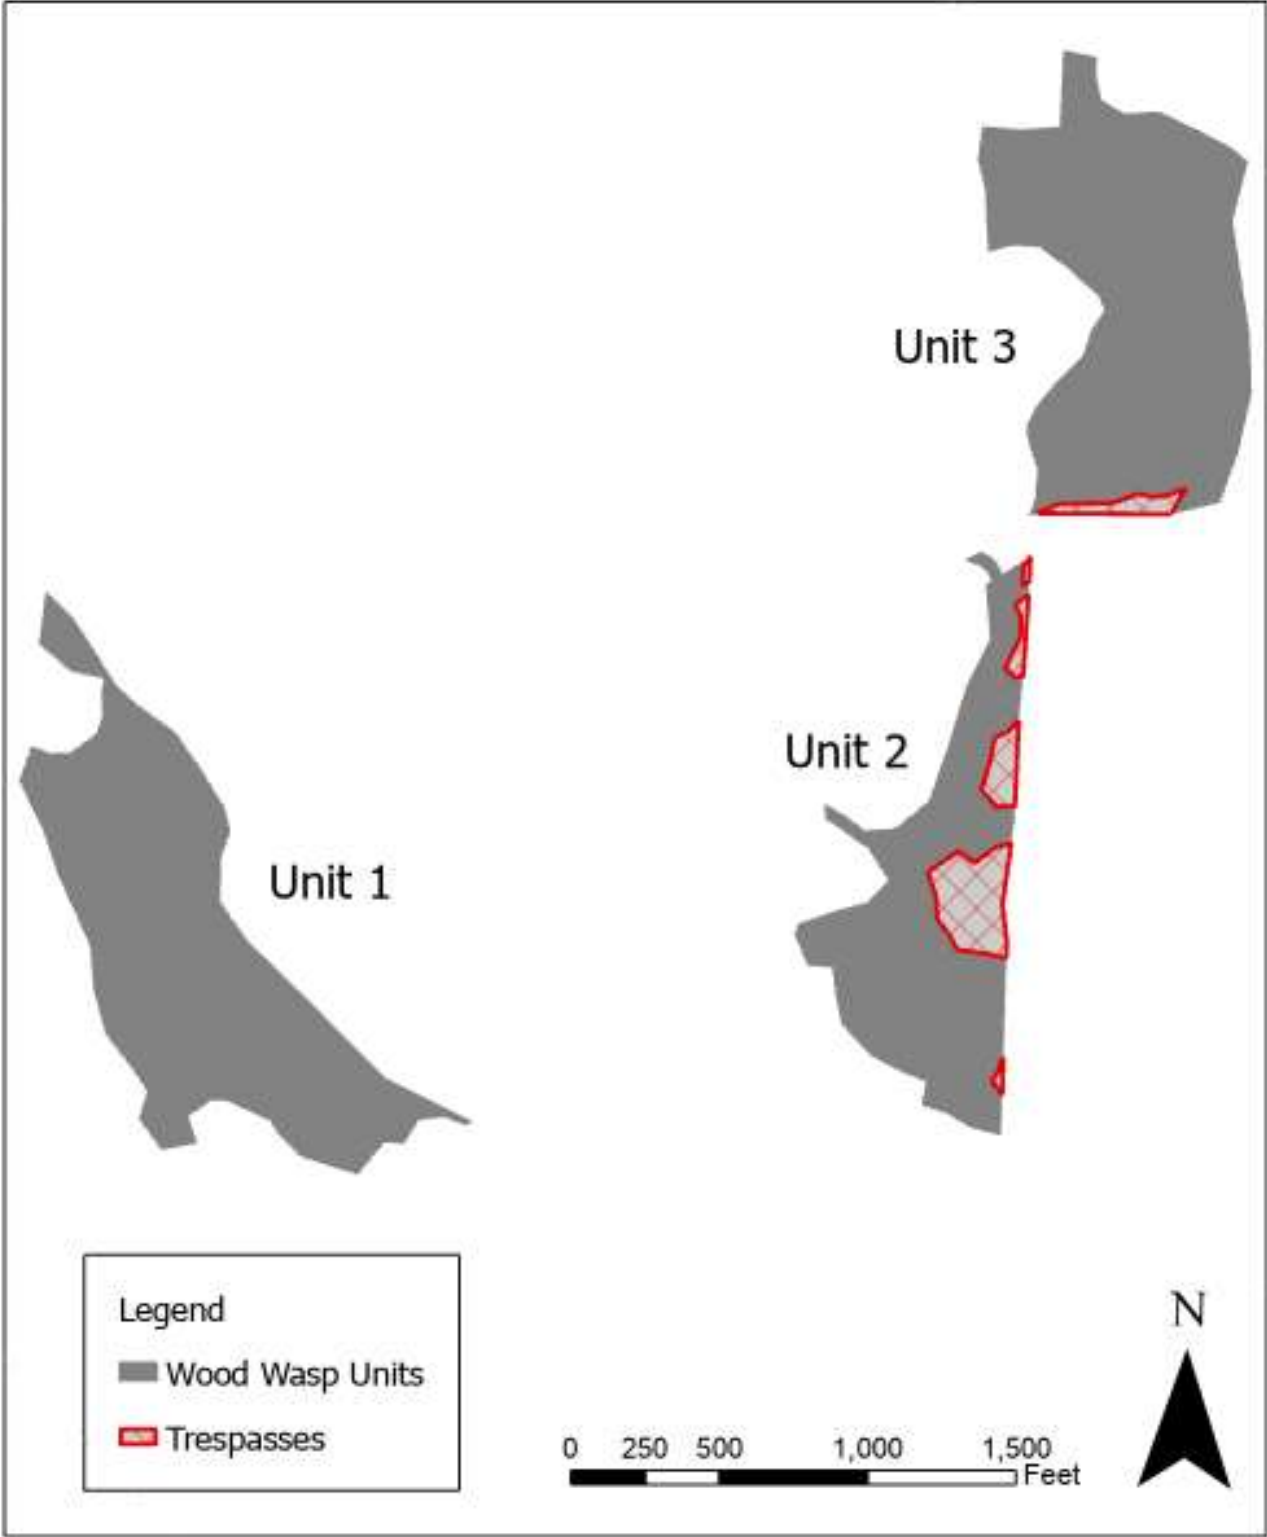 Unit 3
Unit 2
Unit 1
Legend
Wood Wasp Units
Trespasses
0 250 500 1,000 1,500
Feet
N